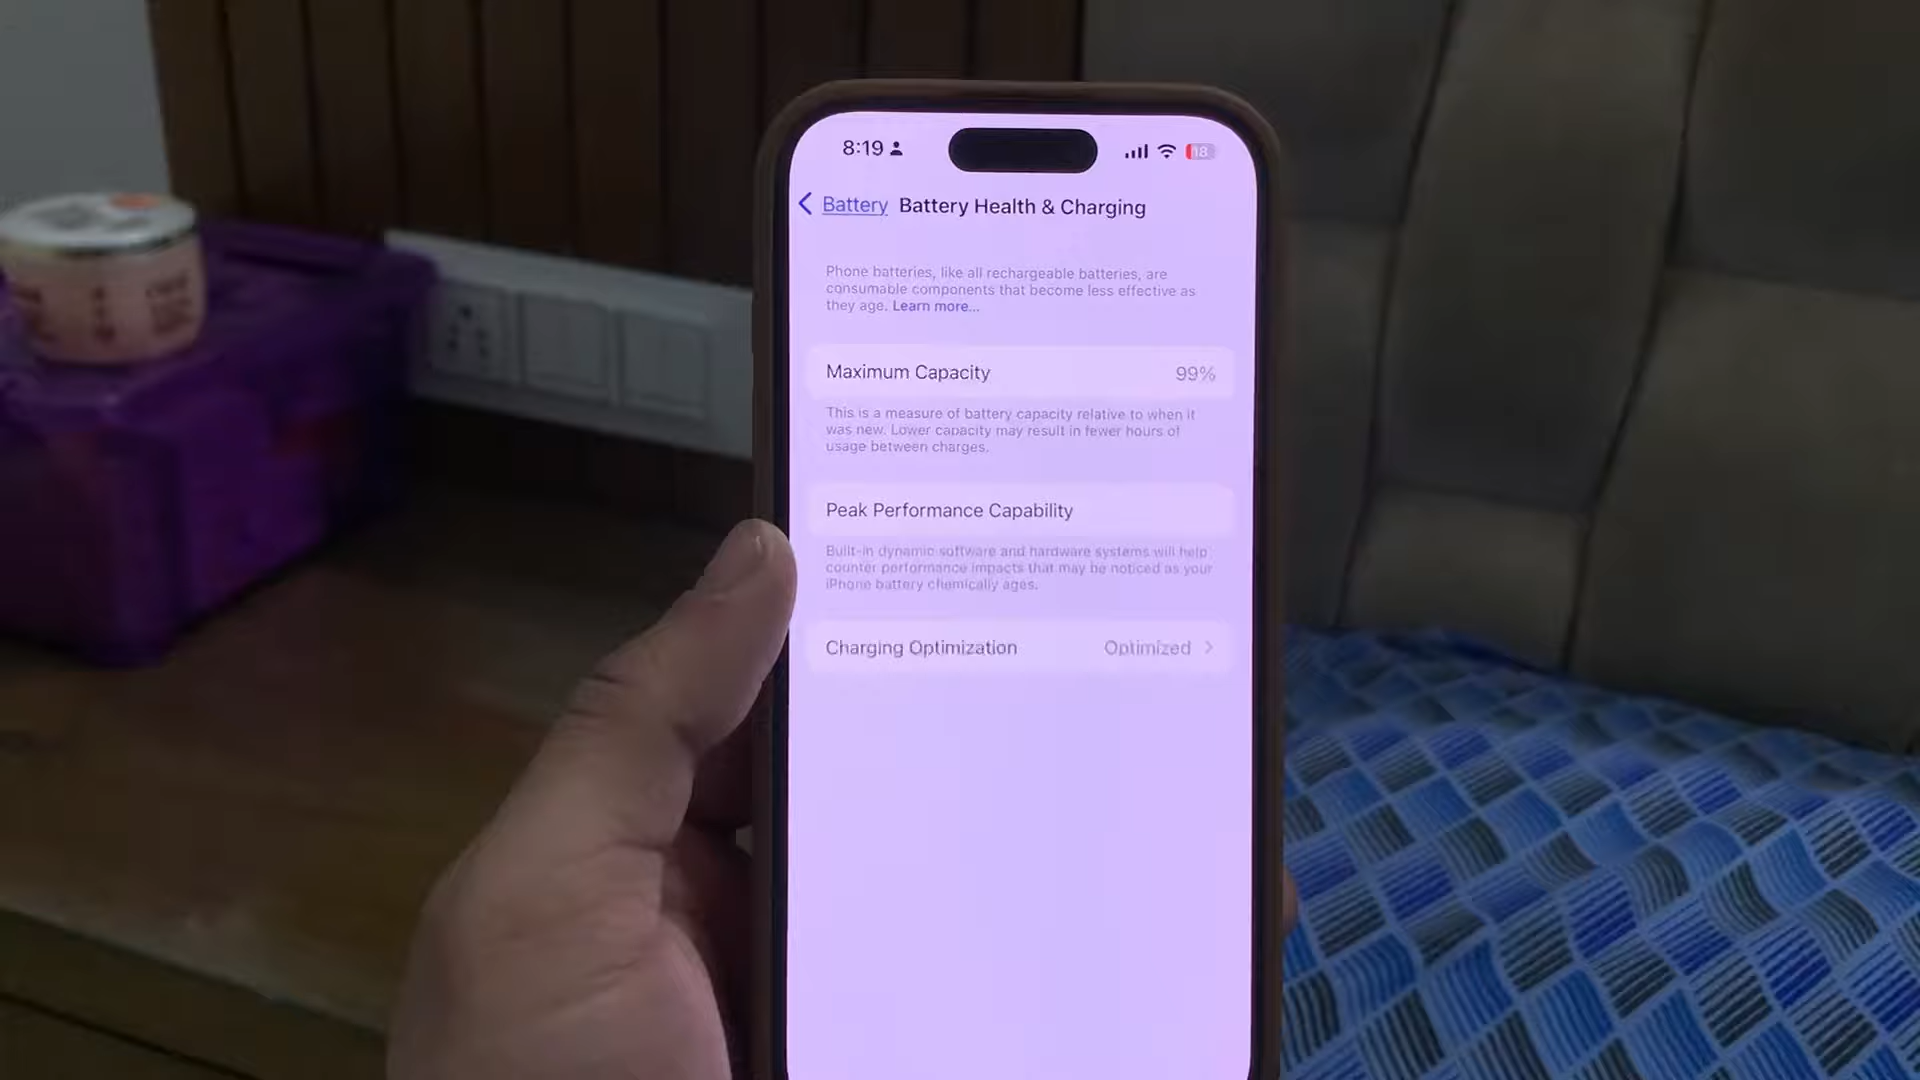 8:19
18
Battery Battery Health & Charging
Phone batteries, like all rechargeable batteries, are
consumable components that become less effective as
they age. Learn more...
Maximum Capacity 99%
This is a measure of battery capacity relative to when it
was new. Lower capacity may result in fewer hours of
usage between charges.
Peak Performance Capability
Built-in dynamic software and hardware systems will help
counter performance impacts that may be noticed as your
iPhone battery chemically ages.
Charging Optimization Optimized